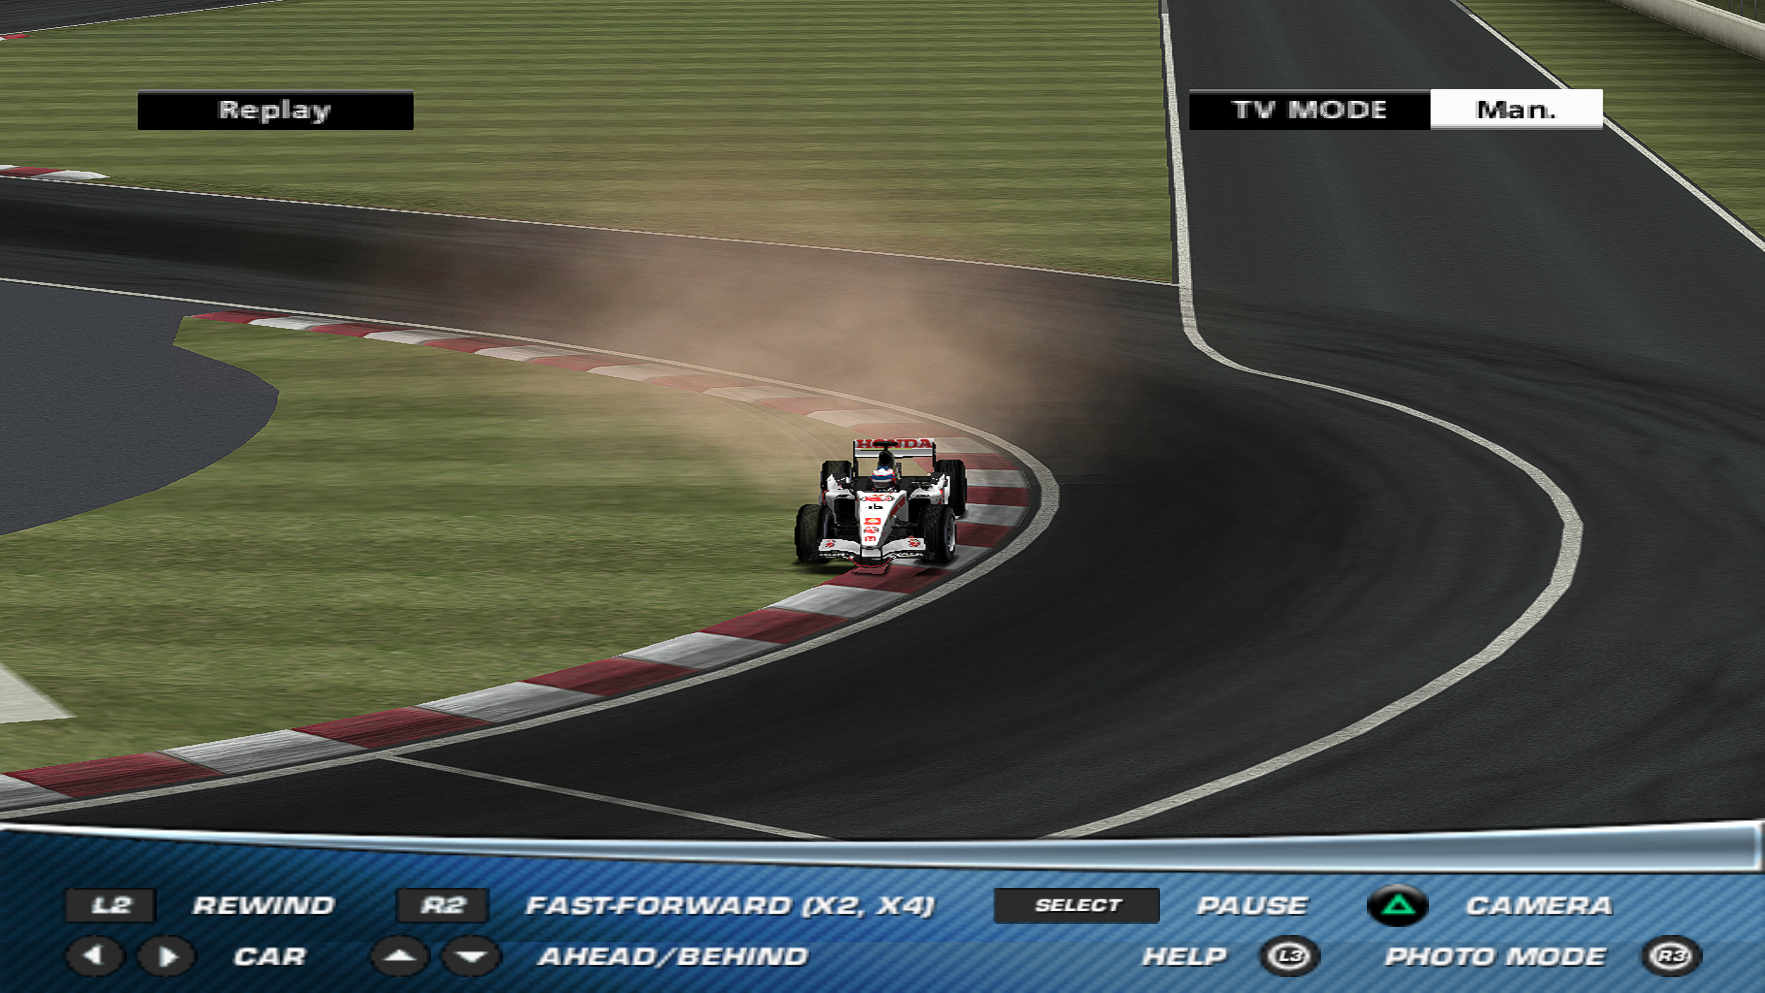 Replay
TV MODE Man.
HONDA
L2 REWIND R2 FAST-FORWARD (X2, X4) SELECT PAUSE CAMERA
CAR AHEAD/BEHIND HELP L3 PHOTO MODE R3